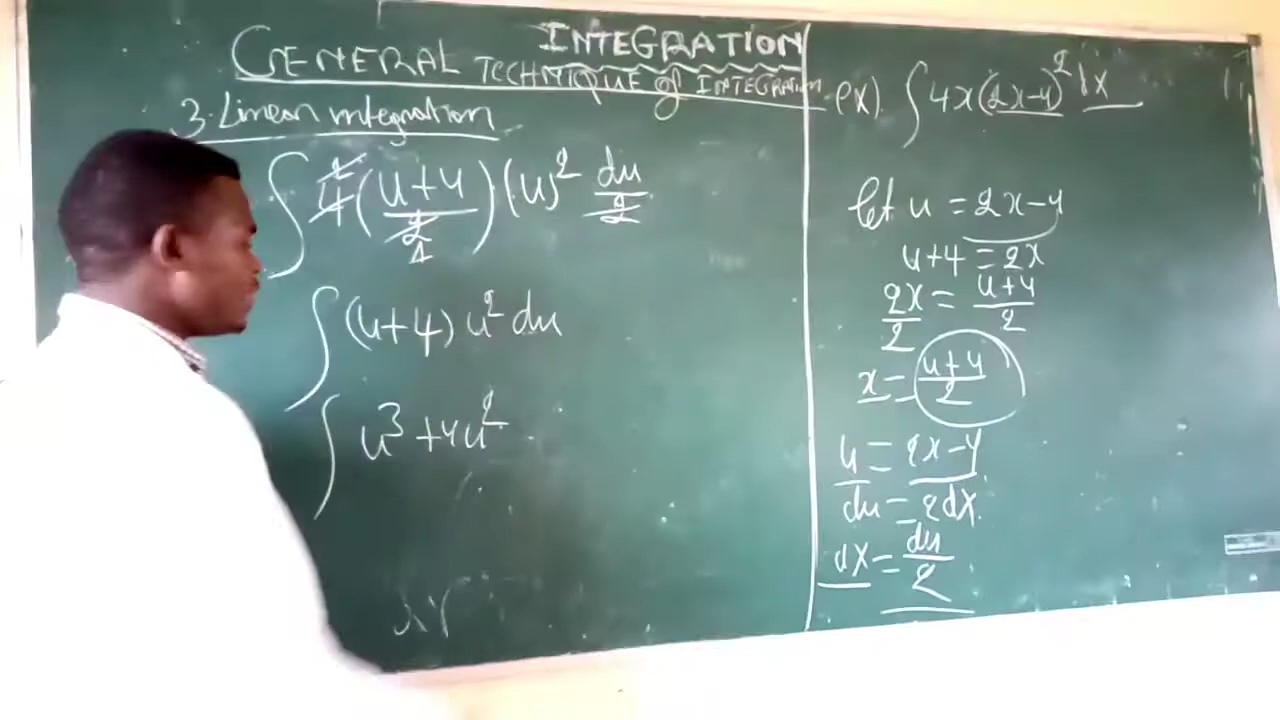 INTEGRATION
GENERAL TECHNIQUE of INTEGRATION
3. Linear integration
∫ 4((u+4)/2)(u)² du/2
∫ (u+4) u² du
∫ u³ + 4u²
ex). ∫ 4x(2x-4)² dx
let u = 2x-4
u+4 = 2x
2x/2 = (u+4)/2
x = (u+4)/2
u = 2x-4
du = 2dx
dx = du/2